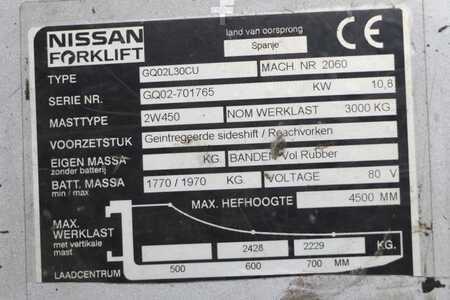 NISSAN
FORKLIFT
land van oorsprong
Spanje
CE
TYPE GQ02L30CU MACH. NR 2060
SERIE NR. GQ02-701765 KW 10,6
MASTTYPE 2W450 NOM WERKLAST 3000 KG.
VOORZETSTUK Geintregeerde sideshift / Reachvorken
EIGEN MASSA KG. BANDEN Vol Rubber
zonder batterij
BATT. MASSA 1770 / 1970 KG. VOLTAGE 80 V
min / max
MAX. HEFHOOGTE 4500 MM
MAX.
WERKLAST
met vertikale
mast
2428 2229 KG.
LAADCENTRUM 500 600 700 MM